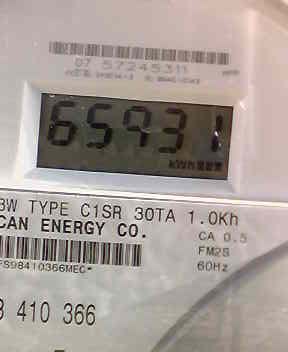 07 57245311
65931
kWh
3W TYPE C1SR 30TA 1.0Kh
CAN ENERGY CO.
CA 0.5
FM2S
60Hz
FS98410366MEC*
8 410 366